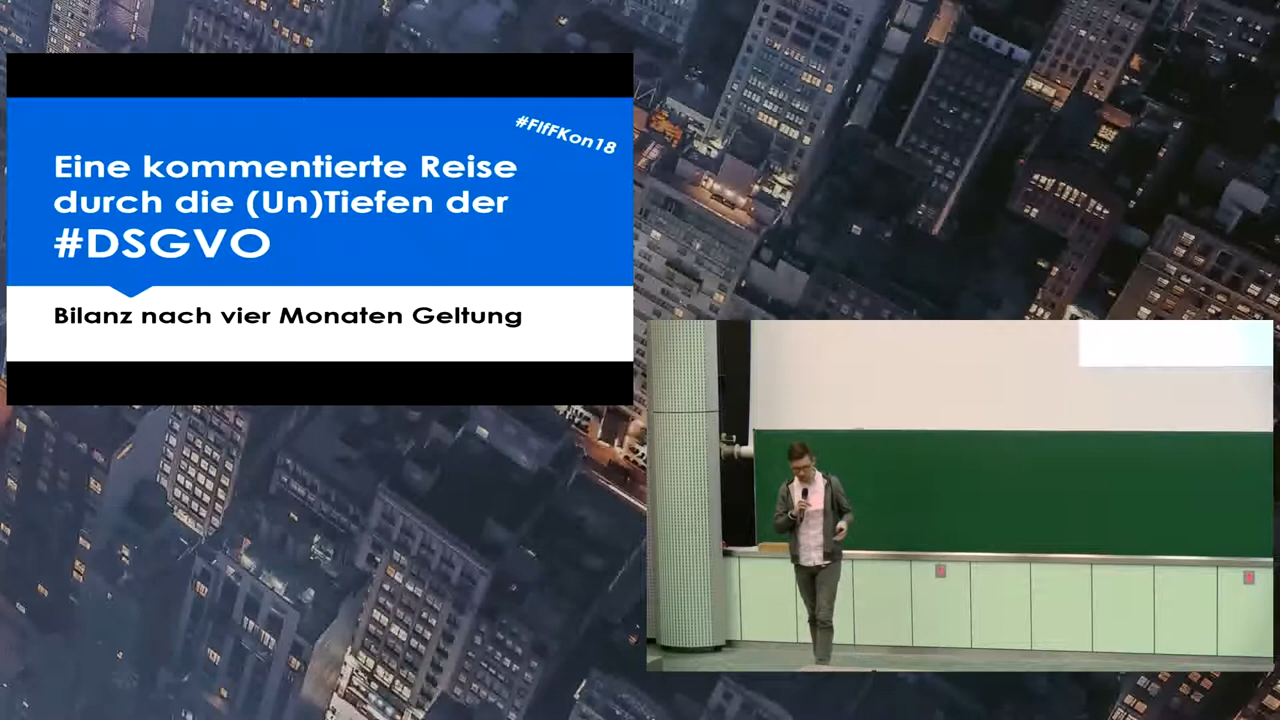 #FIfFKon18
Eine kommentierte Reise
durch die (Un)Tiefen der
#DSGVO
Bilanz nach vier Monaten Geltung